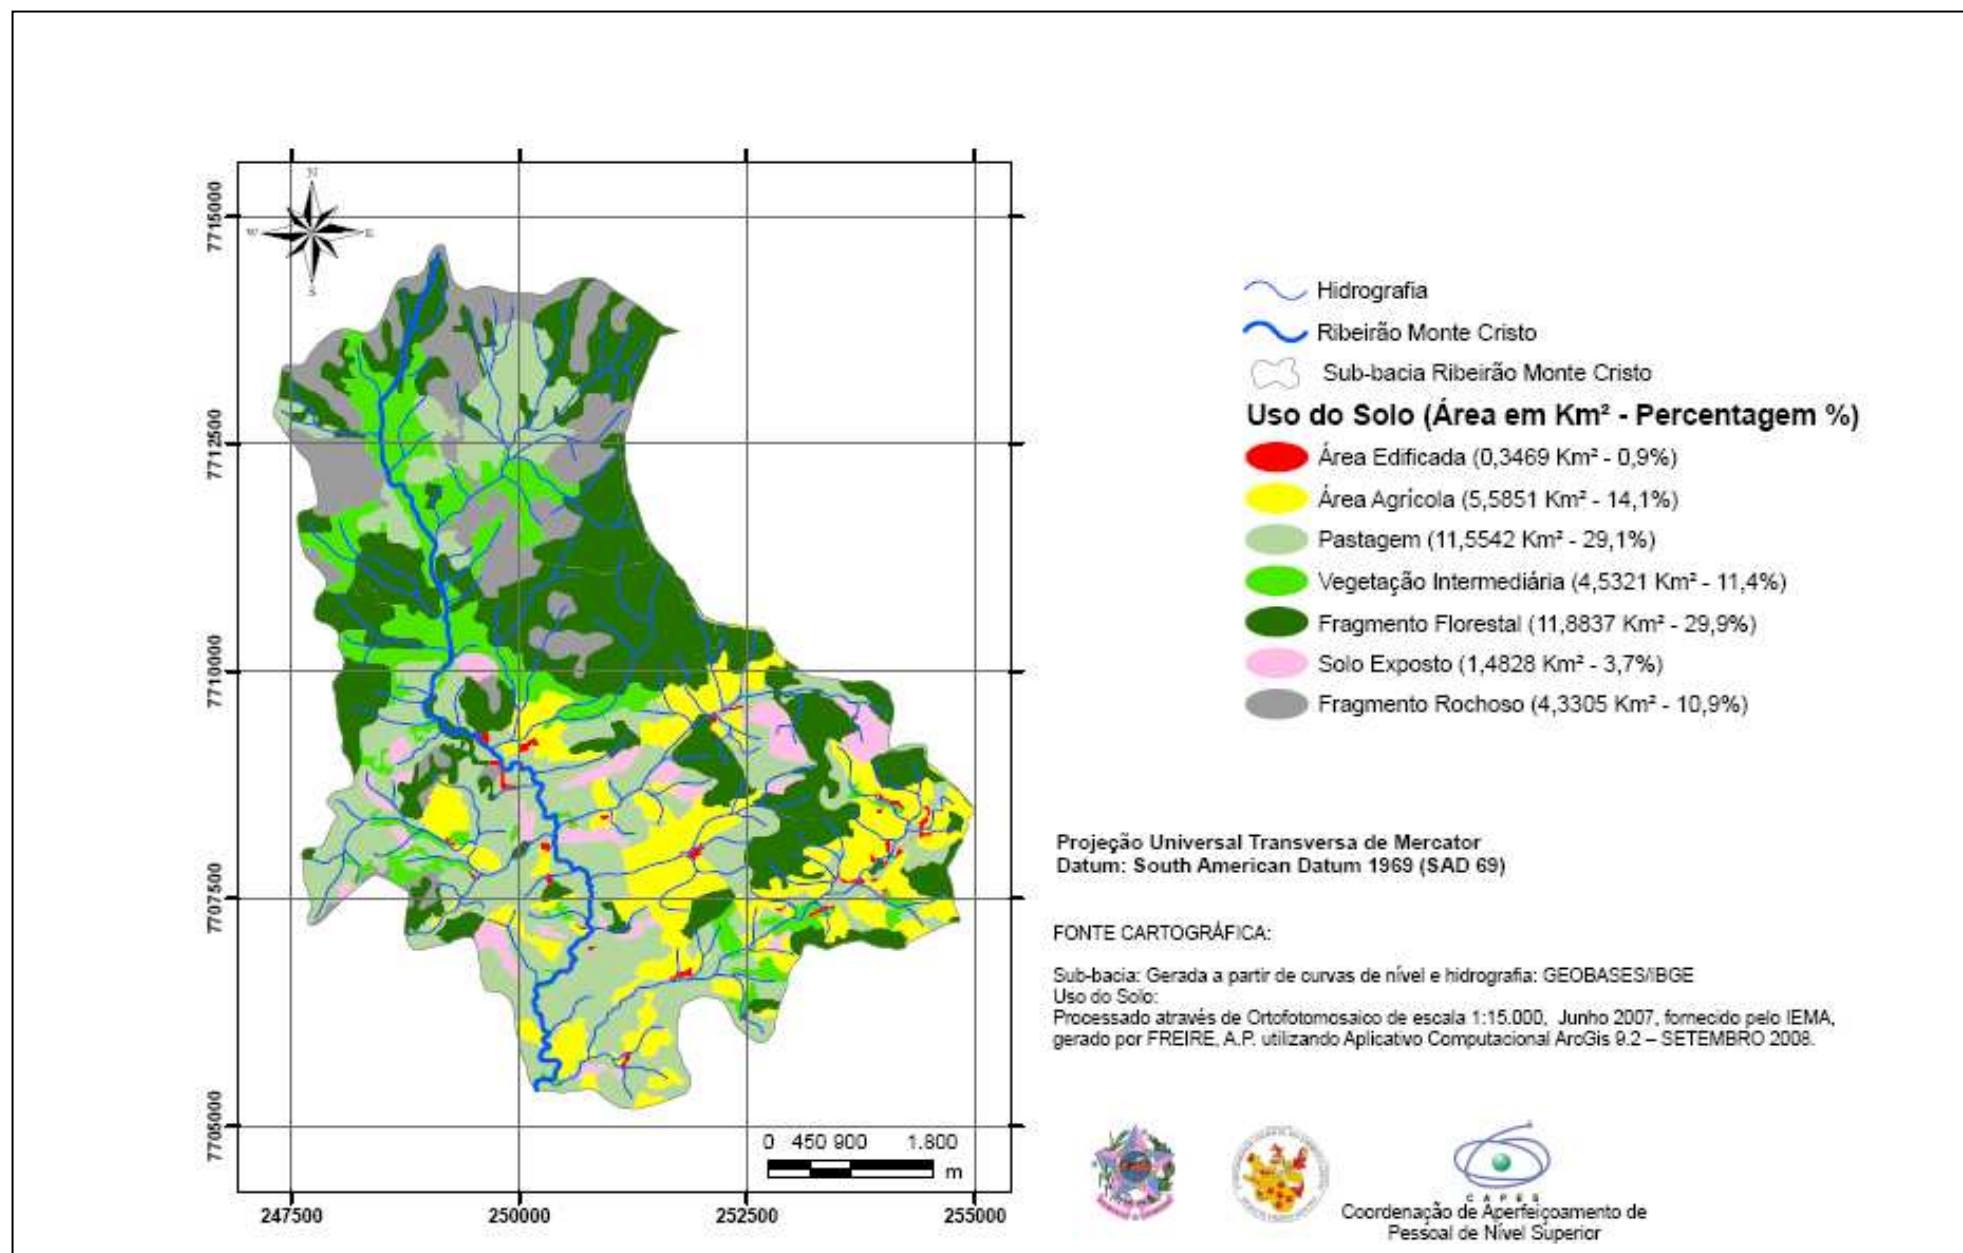 N
W
E
S
7715000
7712500
7710000
7707500
7705000
247500
250000
252500
255000
0 450 900 1.800
m
Hidrografia
Ribeirão Monte Cristo
Sub-bacia Ribeirão Monte Cristo
Uso do Solo (Área em Km² - Percentagem %)
Área Edificada (0,3469 Km² - 0,9%)
Área Agrícola (5,5851 Km² - 14,1%)
Pastagem (11,5542 Km² - 29,1%)
Vegetação Intermediária (4,5321 Km² - 11,4%)
Fragmento Florestal (11,8837 Km² - 29,9%)
Solo Exposto (1,4828 Km² - 3,7%)
Fragmento Rochoso (4,3305 Km² - 10,9%)
Projeção Universal Transversa de Mercator
Datum: South American Datum 1969 (SAD 69)
FONTE CARTOGRÁFICA:
Sub-bacia: Gerada a partir de curvas de nível e hidrografia: GEOBASES/IBGE
Uso do Solo:
Processado através de Ortofotomosaico de escala 1:15.000, Junho 2007, fornecido pelo IEMA,
gerado por FREIRE, A.P. utilizando Aplicativo Computacional ArcGis 9.2 – SETEMBRO 2008.
CAPES
Coordenação de Aperfeiçoamento de
Pessoal de Nível Superior